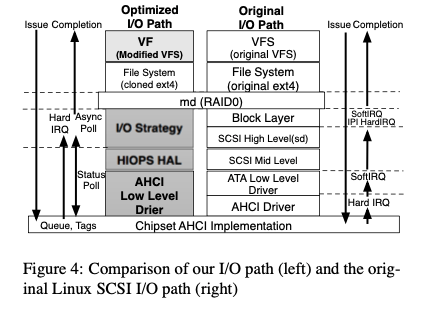 Optimized
I/O Path
Original
I/O Path
Issue Completion
VF
(Modified VFS)
VFS
(original VFS)
Issue Completion
File System
(cloned ext4)
File System
(original ext4)
md (RAID0)
Hard
IRQ
Async
Poll
I/O Strategy
Block Layer
SoftIRQ
IPI HardIRQ
SCSI High Level(sd)
HIOPS HAL
SCSI Mid Level
Status
Poll
AHCI
Low Level
Drier
ATA Low Level
Driver
SoftIRQ
AHCI Driver
Hard IRQ
Queue, Tags
Chipset AHCI Implementation
Figure 4: Comparison of our I/O path (left) and the orig-
inal Linux SCSI I/O path (right)